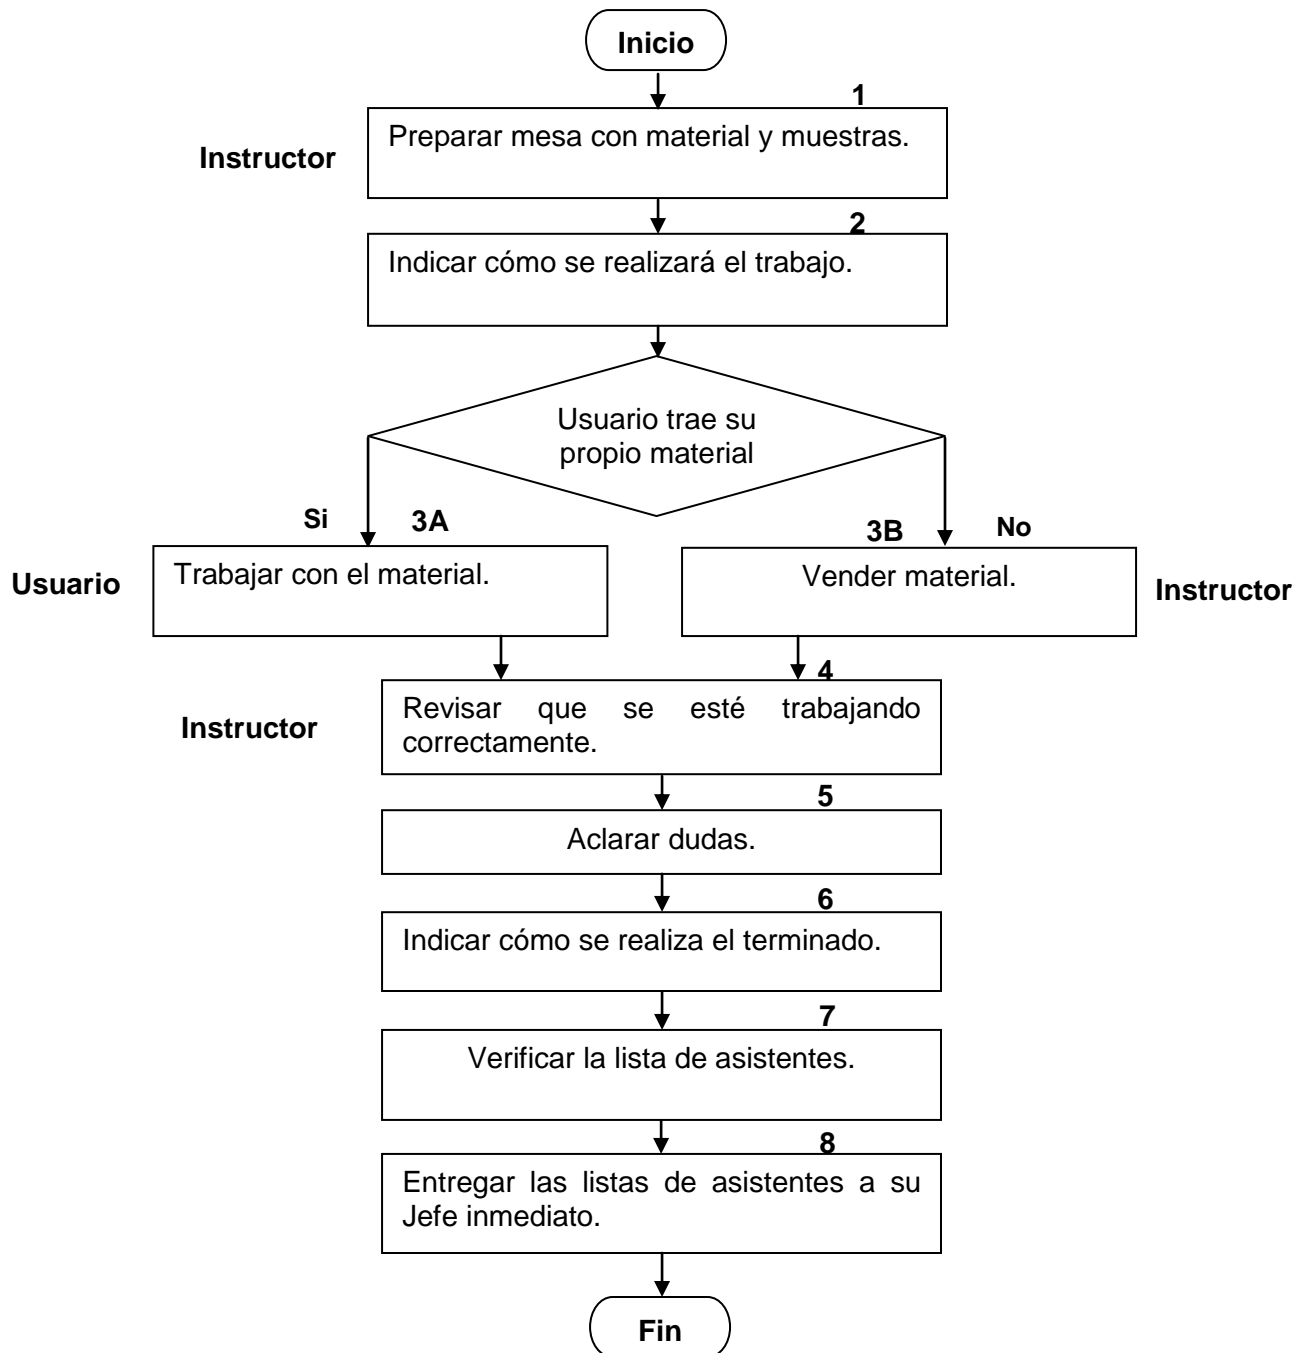 Inicio
1
Preparar mesa con material y muestras.
Instructor
2
Indicar cómo se realizará el trabajo.
Usuario trae su
propio material
Si
3A
3B
No
Usuario
Trabajar con el material.
Vender material.
Instructor
4
Instructor
Revisar que se esté trabajando
correctamente.
5
Aclarar dudas.
6
Indicar cómo se realiza el terminado.
7
Verificar la lista de asistentes.
8
Entregar las listas de asistentes a su
Jefe inmediato.
Fin